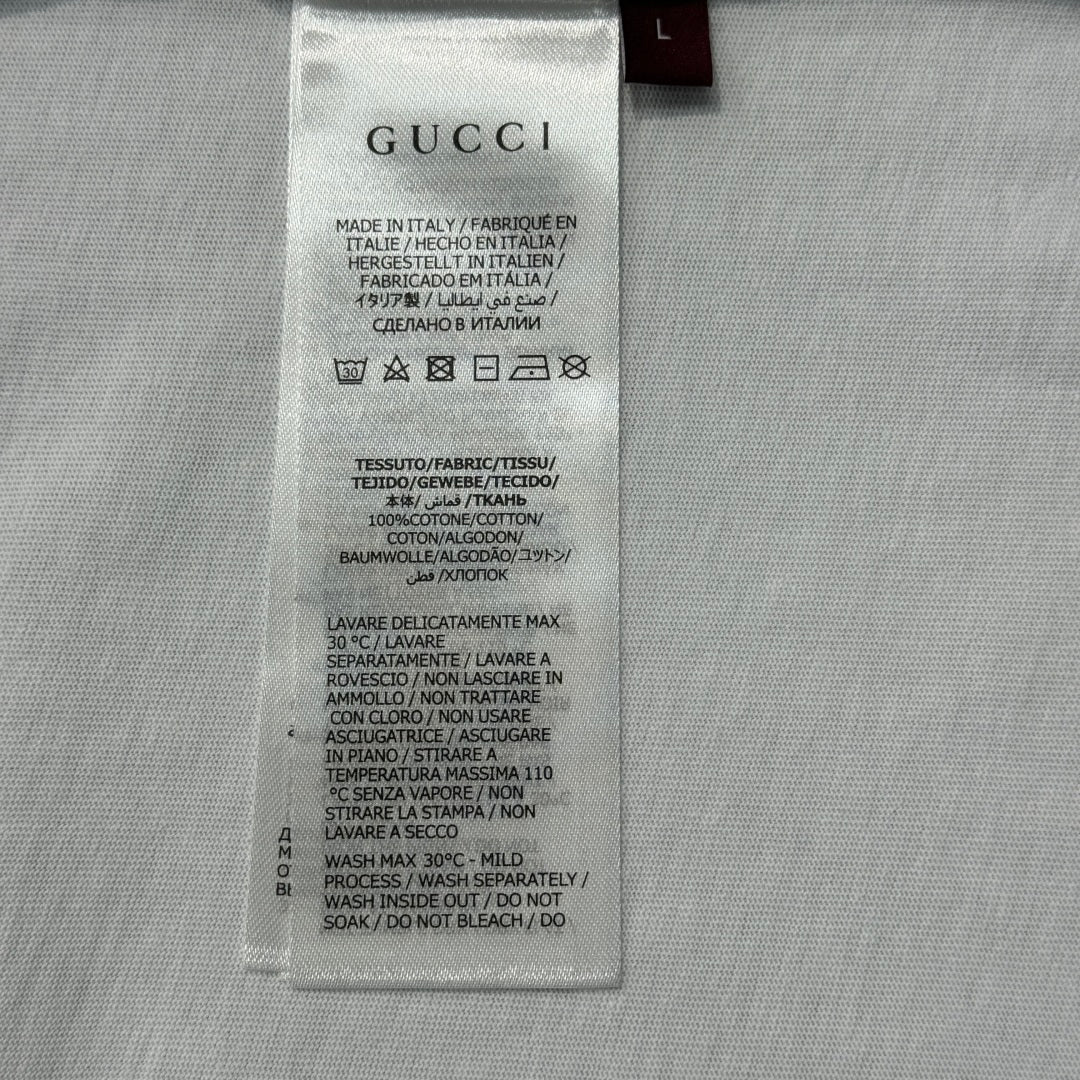 L
GUCCI
MADE IN ITALY / FABRIQUÉ EN
ITALIE / HECHO EN ITALIA /
HERGESTELLT IN ITALIEN /
FABRICADO EM ITÁLIA /
イタリア製 / صنع في ايطاليا /
СДЕЛАНО В ИТАЛИИ
30
TESSUTO/FABRIC/TISSU/
TEJIDO/GEWEBE/TECIDO/
本体/ قماش /ТКАНЬ
100%COTONE/COTTON/
COTON/ALGODON/
BAUMWOLLE/ALGODÃO/コットン/
قطن /ХЛОПОК
LAVARE DELICATAMENTE MAX
30 °C / LAVARE
SEPARATAMENTE / LAVARE A
ROVESCIO / NON LASCIARE IN
AMMOLLO / NON TRATTARE
CON CLORO / NON USARE
ASCIUGATRICE / ASCIUGARE
IN PIANO / STIRARE A
TEMPERATURA MASSIMA 110
°C SENZA VAPORE / NON
STIRARE LA STAMPA / NON
LAVARE A SECCO
WASH MAX 30°C - MILD
PROCESS / WASH SEPARATELY /
WASH INSIDE OUT / DO NOT
SOAK / DO NOT BLEACH / DO